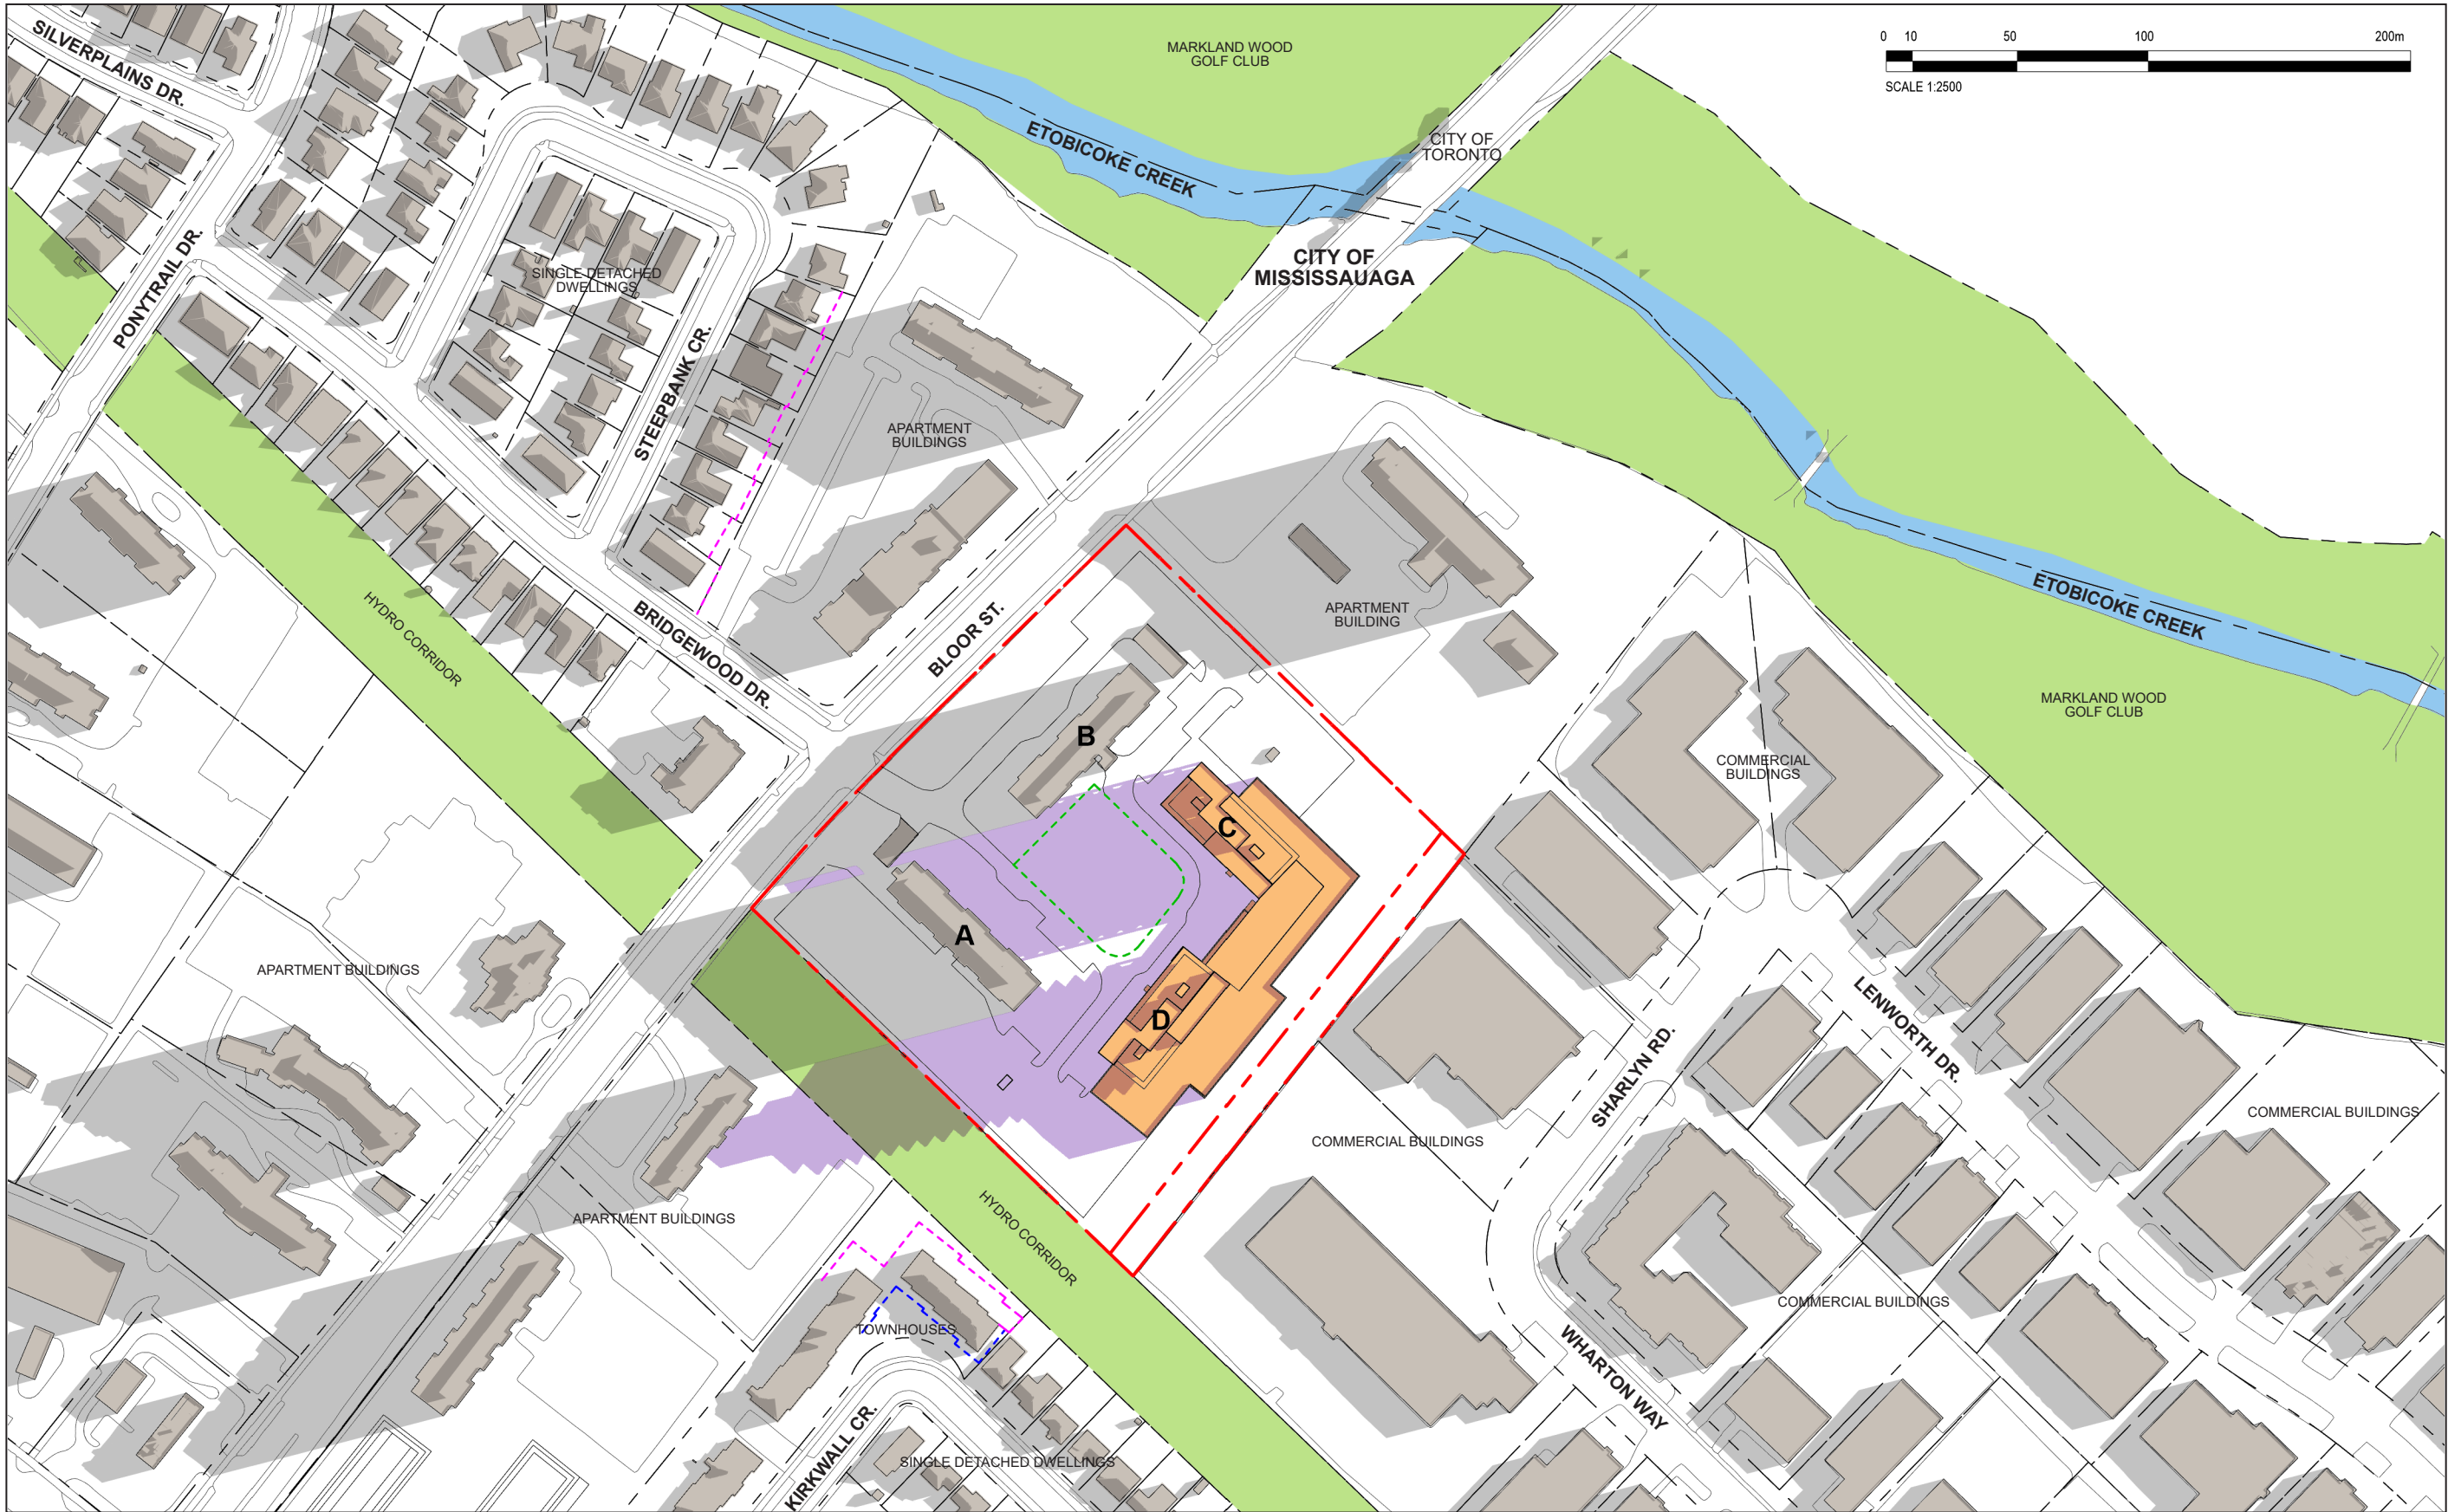 SILVERPLAINS DR.
MARKLAND WOOD
GOLF CLUB
0 10 50 100 200m
SCALE 1:2500
ETOBICOKE CREEK
CITY OF
TORONTO
PONYTRAIL DR.
SINGLE DETACHED
DWELLINGS
CITY OF
MISSISSAUAGA
STEEPBANK CR.
APARTMENT
BUILDINGS
HYDRO CORRIDOR
BRIDGEWOOD DR.
BLOOR ST.
APARTMENT
BUILDING
ETOBICOKE CREEK
MARKLAND WOOD
GOLF CLUB
B
COMMERCIAL
BUILDINGS
C
A
APARTMENT BUILDINGS
D
LENWORTH DR.
SHARLYN RD.
COMMERCIAL BUILDINGS
COMMERCIAL BUILDINGS
APARTMENT BUILDINGS
HYDRO CORRIDOR
COMMERCIAL BUILDINGS
TOWNHOUSES
WHARTON WAY
KIRKWALL CR.
SINGLE DETACHED DWELLINGS